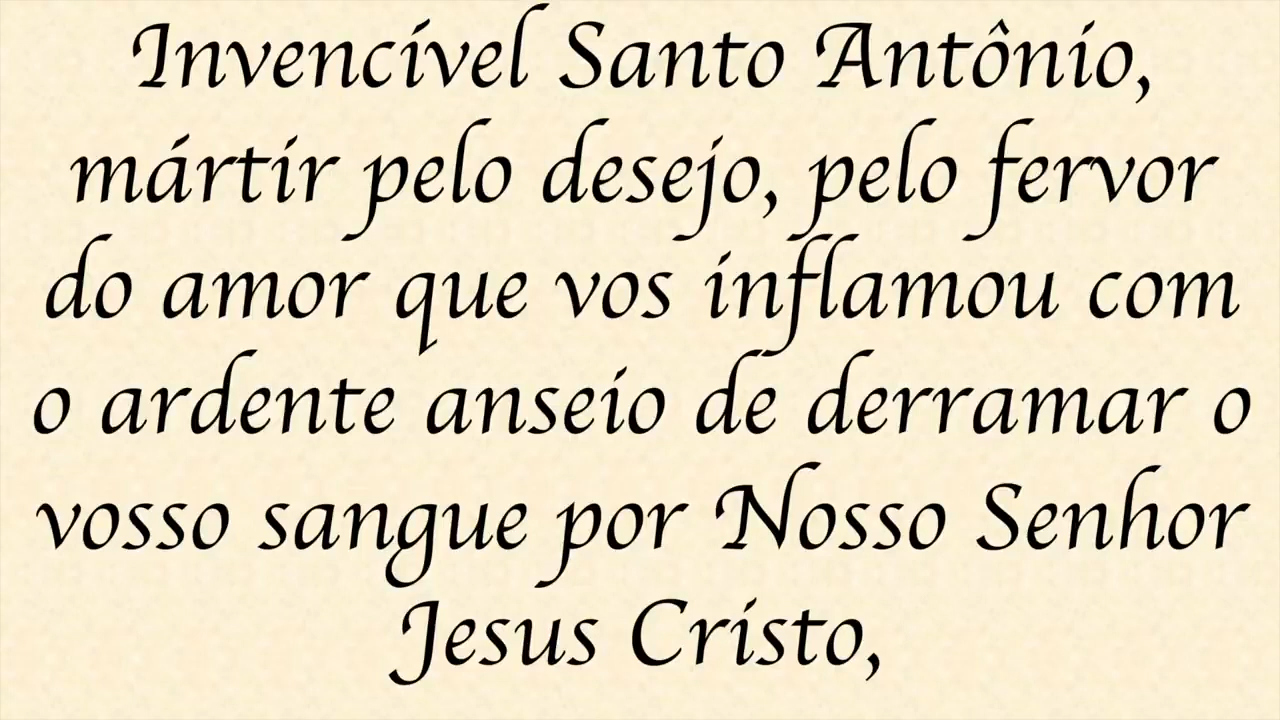 Invencível Santo Antônio,
mártir pelo desejo, pelo fervor
do amor que vos inflamou com
o ardente anseio de derramar o
vosso sangue por Nosso Senhor
Jesus Cristo,